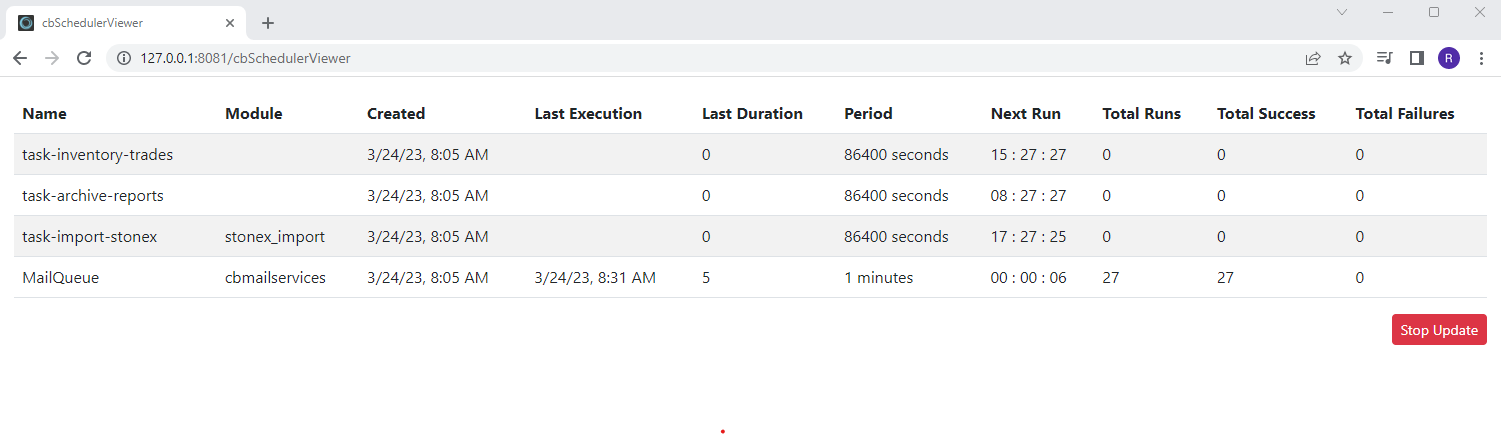 cbSchedulerViewer
127.0.0.1:8081/cbSchedulerViewer
R
Name Module Created Last Execution Last Duration Period Next Run Total Runs Total Success Total Failures
task-inventory-trades 3/24/23, 8:05 AM 0 86400 seconds 15 : 27 : 27 0 0 0
task-archive-reports 3/24/23, 8:05 AM 0 86400 seconds 08 : 27 : 27 0 0 0
task-import-stonex stonex_import 3/24/23, 8:05 AM 0 86400 seconds 17 : 27 : 25 0 0 0
MailQueue cbmailservices 3/24/23, 8:05 AM 3/24/23, 8:31 AM 5 1 minutes 00 : 00 : 06 27 27 0
Stop Update